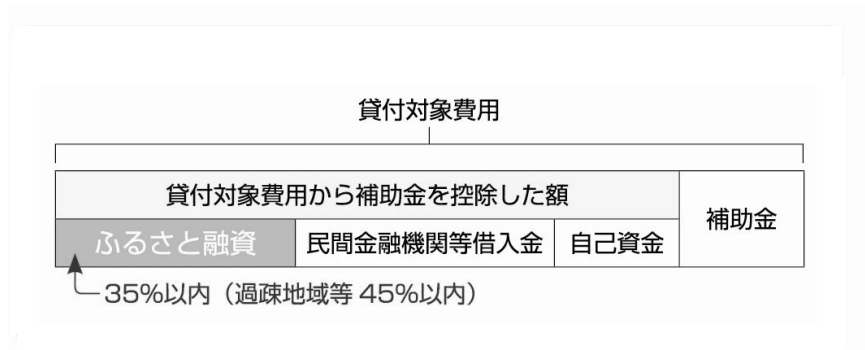 貸付対象費用
貸付対象費用から補助金を控除した額
補助金
ふるさと融資
民間金融機関等借入金
自己資金
35%以内（過疎地域等 45%以内）